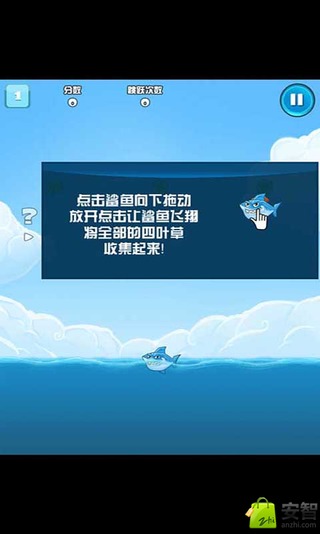 1
分数
跳跃次数
0
0
点击鲨鱼向下拖动
放开点击让鲨鱼飞翔
将全部的四叶草
收集起来!
?
安智
anzhi.com